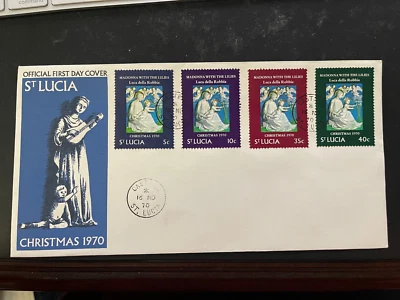 command
OFFICIAL FIRST DAY COVER
ST LUCIA
CHRISTMAS 1970
MADONNA WITH THE LILIES
Luca della Robbia
CHRISTMAS 1970
ST LUCIA 5c
MADONNA WITH THE LILIES
Luca della Robbia
CHRISTMAS 1970
ST LUCIA 10c
MADONNA WITH THE LILIES
Luca della Robbia
CHRISTMAS 1970
ST LUCIA 35c
MADONNA WITH THE LILIES
Luca della Robbia
CHRISTMAS 1970
ST LUCIA 40c
16 NO
70
ST. LUCIA